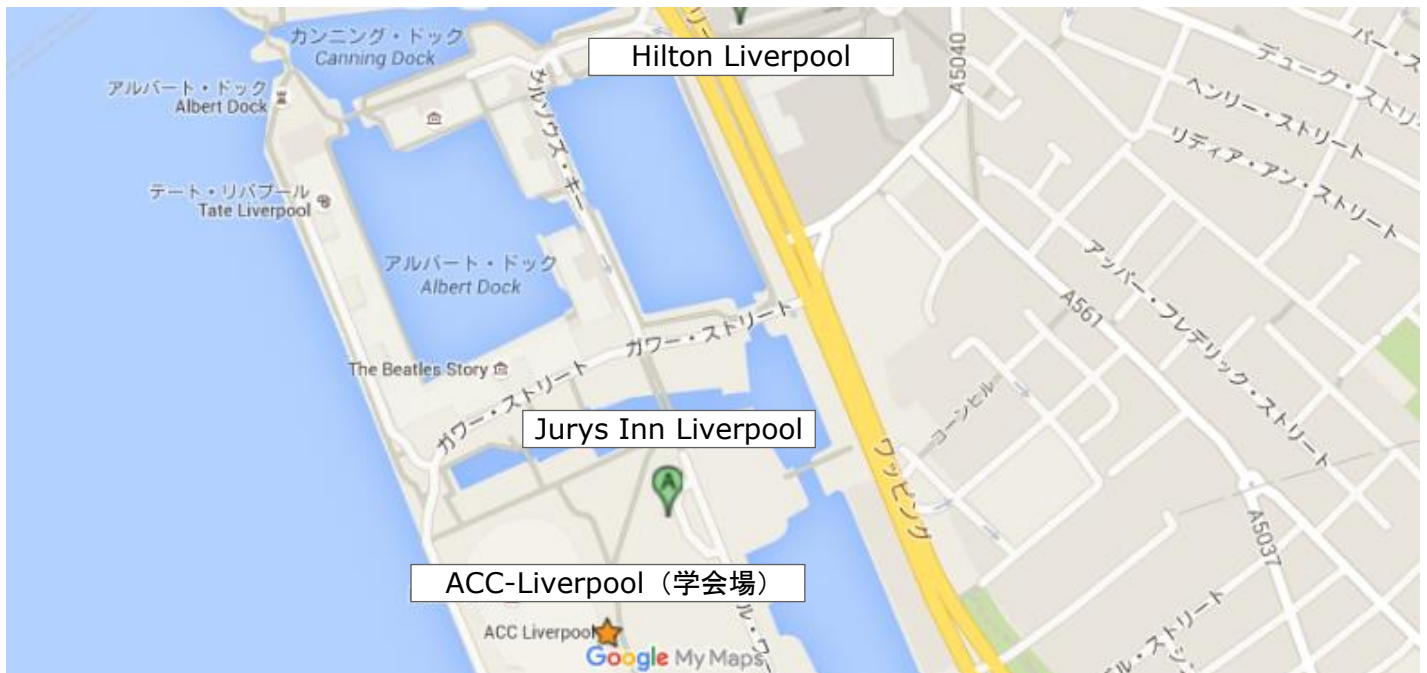 カンニング・ドック
Canning Dock
Hilton Liverpool
A5040
デューク・ストリー
ヘンリー・ストリート
リディア・アン・ストリート
アルバート・ドック
Albert Dock
メルソウズ・キー
テート・リバプール
Tate Liverpool
アルバート・ドック
Albert Dock
アッパー・フレデリック・ストリート
A561
ガワー・ストリート
The Beatles Story
ガワー・ストリート
コーンヒル
Jurys Inn Liverpool
ワッピング
A
A5037
ACC-Liverpool（学会場）
ACC Liverpool
Google My Maps